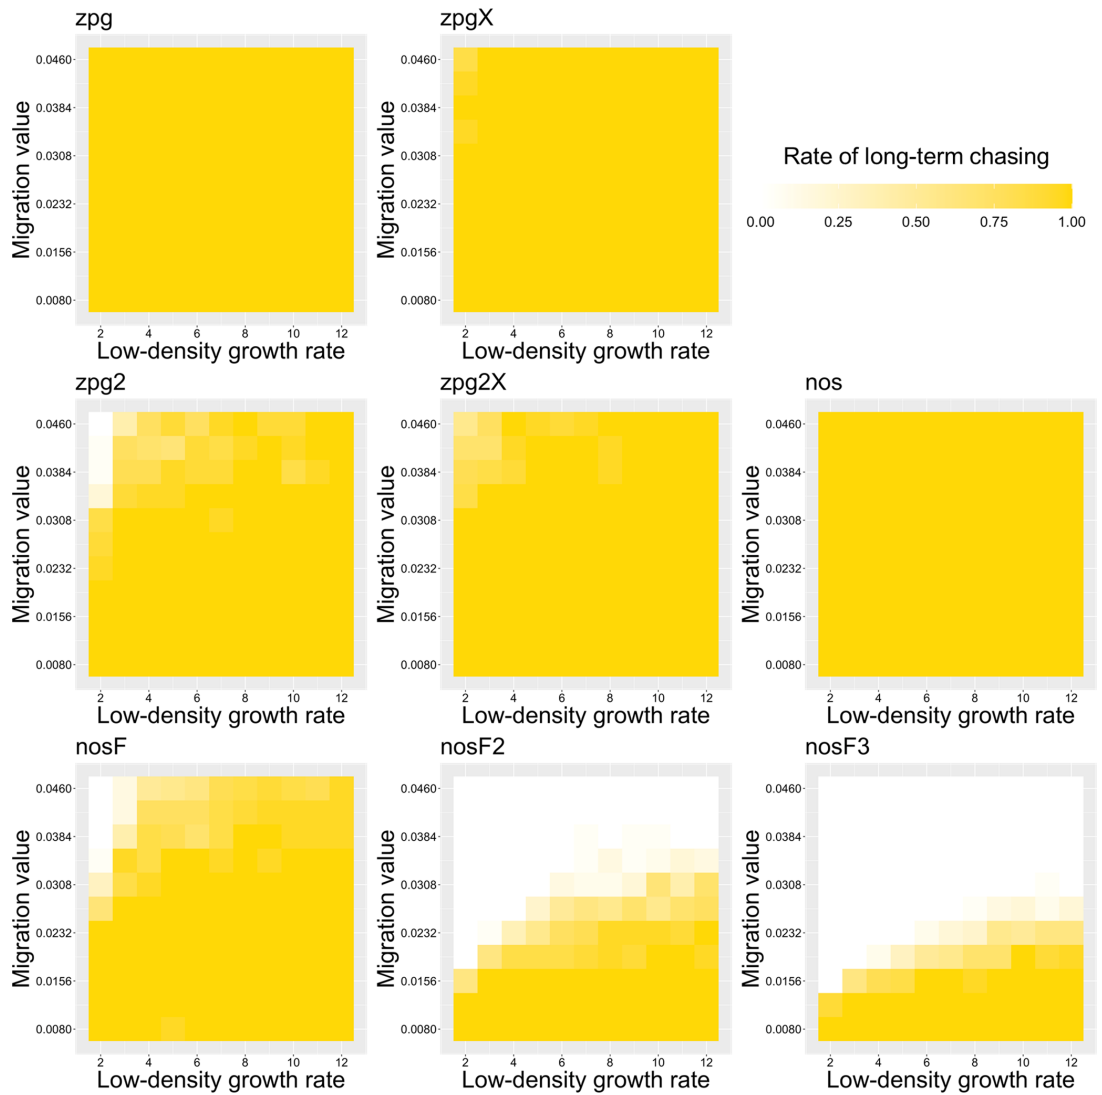 zpg
zpgX
Migration value
0.0460
0.0384
0.0308
0.0232
0.0156
0.0080
2 4 6 8 10 12
Low-density growth rate
Migration value
0.0460
0.0384
0.0308
0.0232
0.0156
0.0080
2 4 6 8 10 12
Low-density growth rate
Rate of long-term chasing
0.00 0.25 0.50 0.75 1.00
zpg2
zpg2X
nos
Migration value
0.0460
0.0384
0.0308
0.0232
0.0156
0.0080
2 4 6 8 10 12
Low-density growth rate
Migration value
0.0460
0.0384
0.0308
0.0232
0.0156
0.0080
2 4 6 8 10 12
Low-density growth rate
Migration value
0.0460
0.0384
0.0308
0.0232
0.0156
0.0080
2 4 6 8 10 12
Low-density growth rate
nosF
nosF2
nosF3
Migration value
0.0460
0.0384
0.0308
0.0232
0.0156
0.0080
2 4 6 8 10 12
Low-density growth rate
Migration value
0.0460
0.0384
0.0308
0.0232
0.0156
0.0080
2 4 6 8 10 12
Low-density growth rate
Migration value
0.0460
0.0384
0.0308
0.0232
0.0156
0.0080
2 4 6 8 10 12
Low-density growth rate